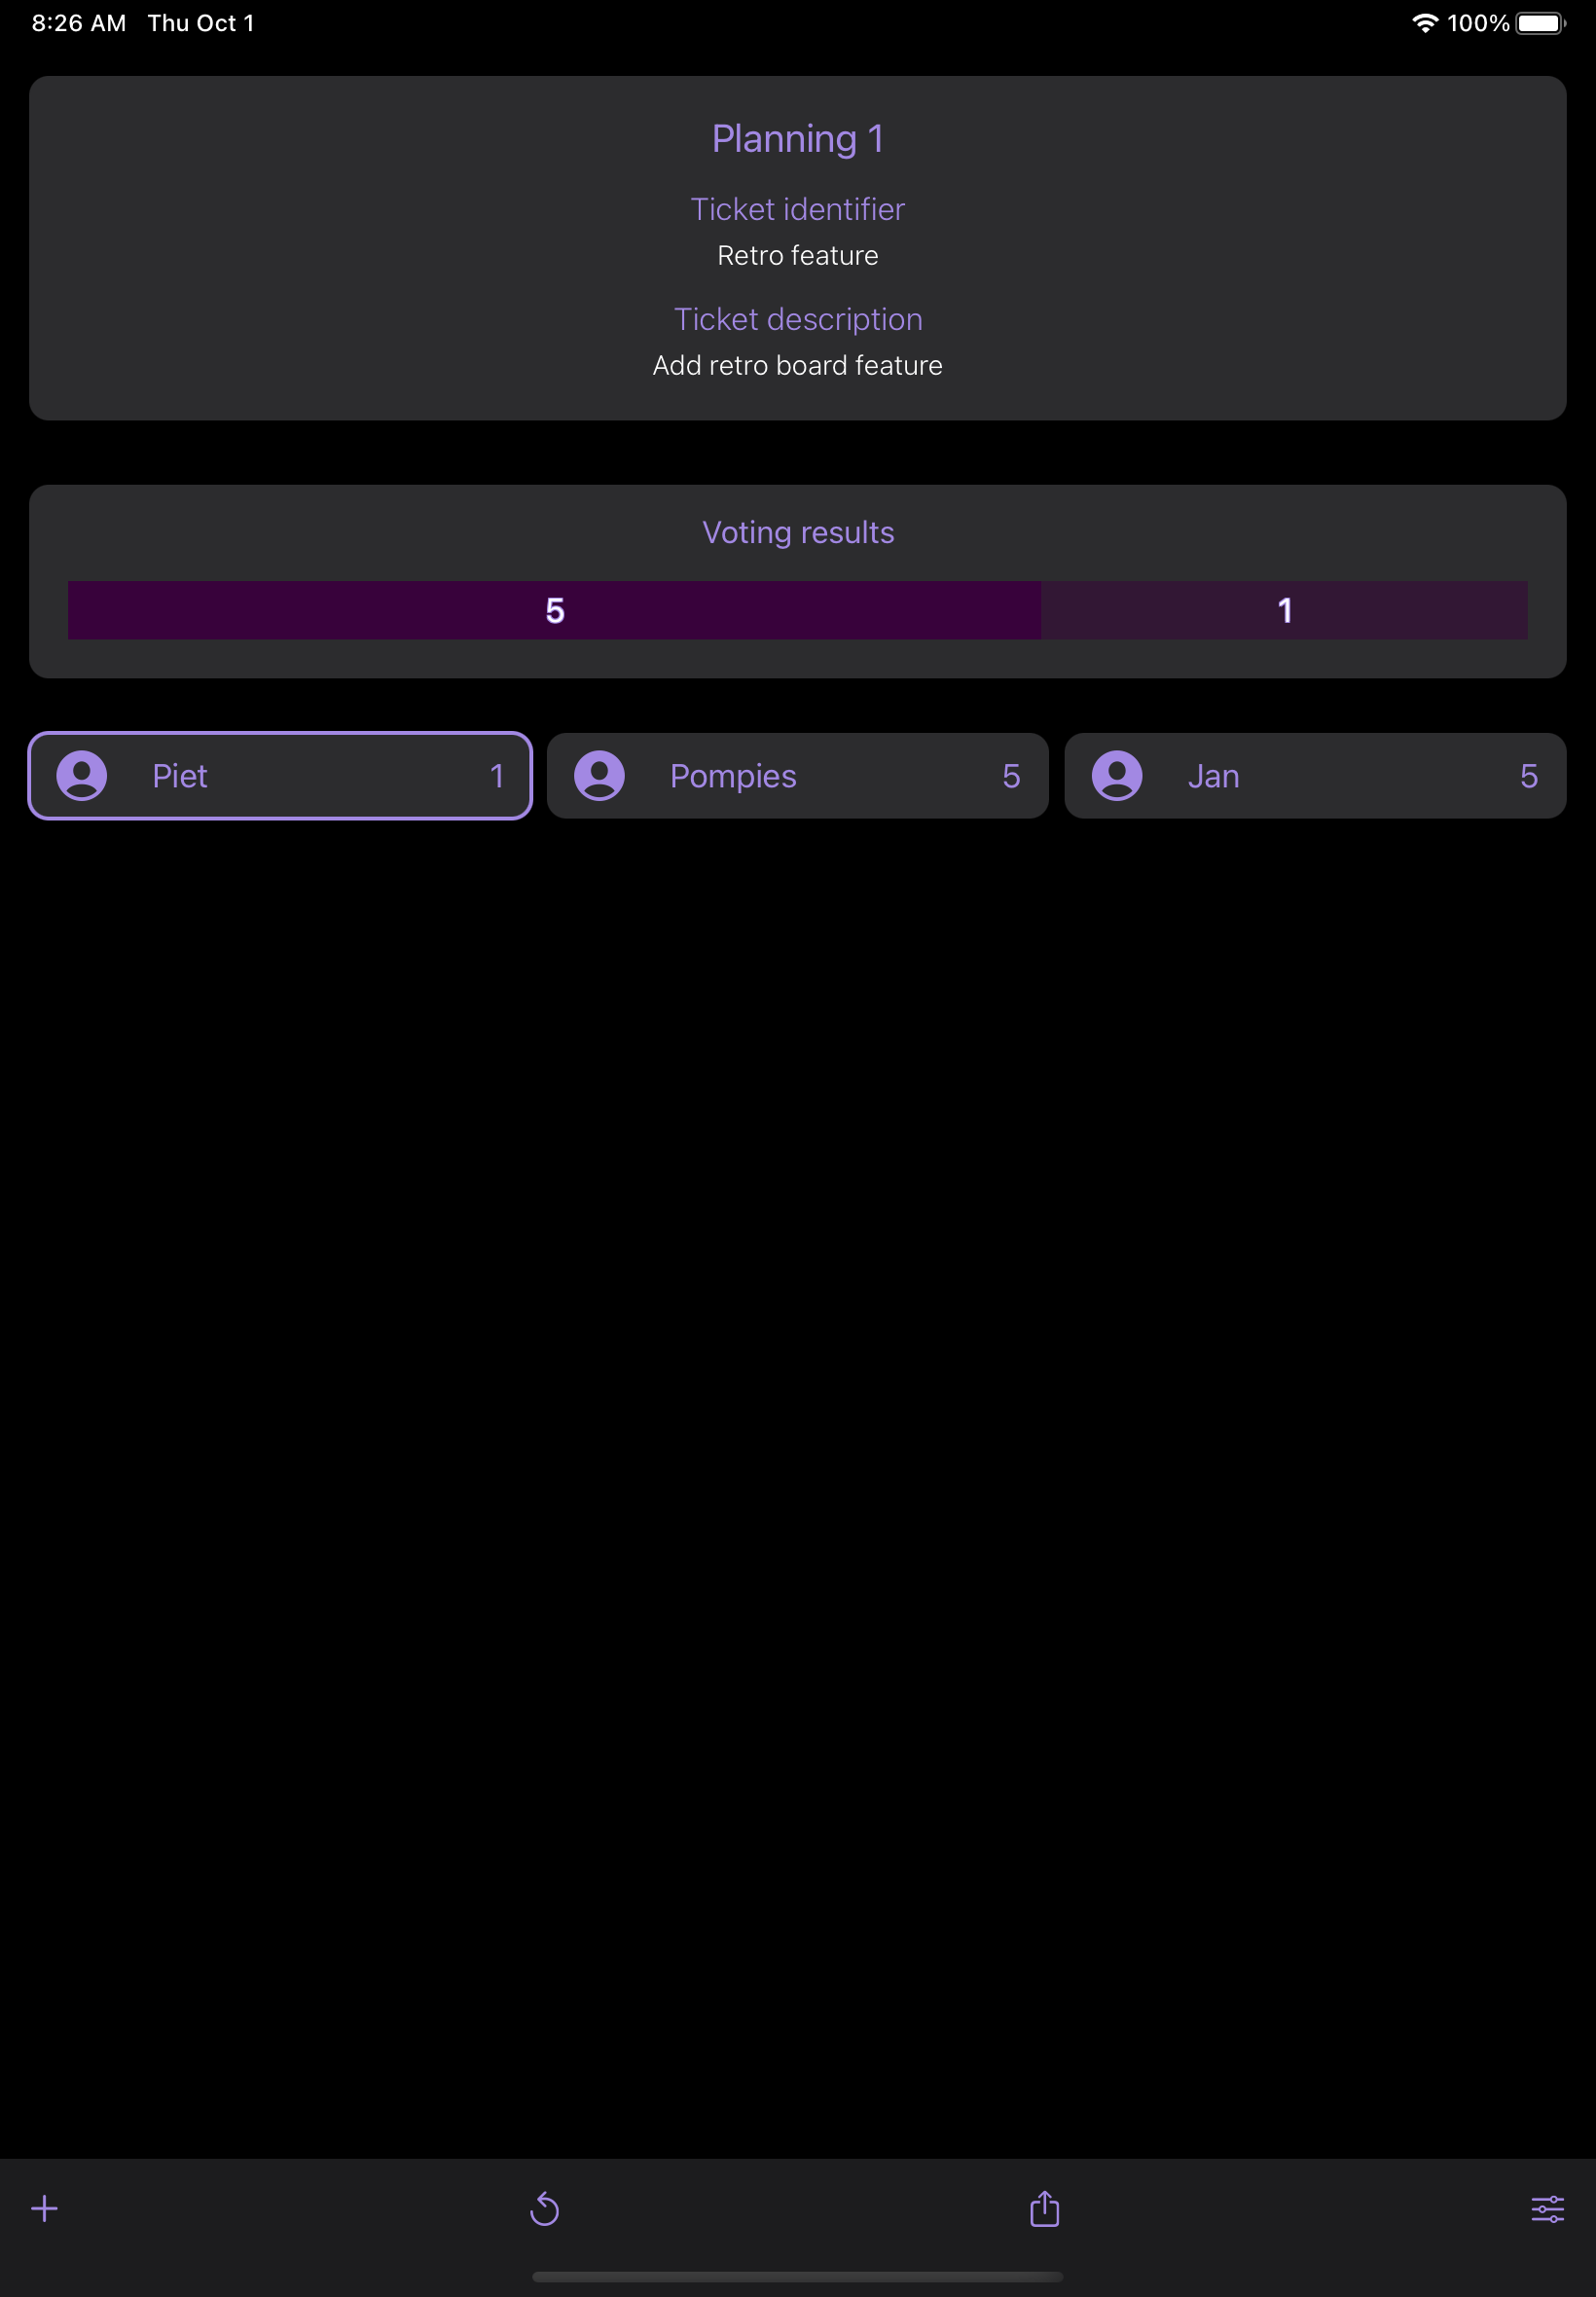 8:26 AM Thu Oct 1 100%
Planning 1
Ticket identifier
Retro feature
Ticket description
Add retro board feature
Voting results
5 1
Piet 1 Pompies 5 Jan 5